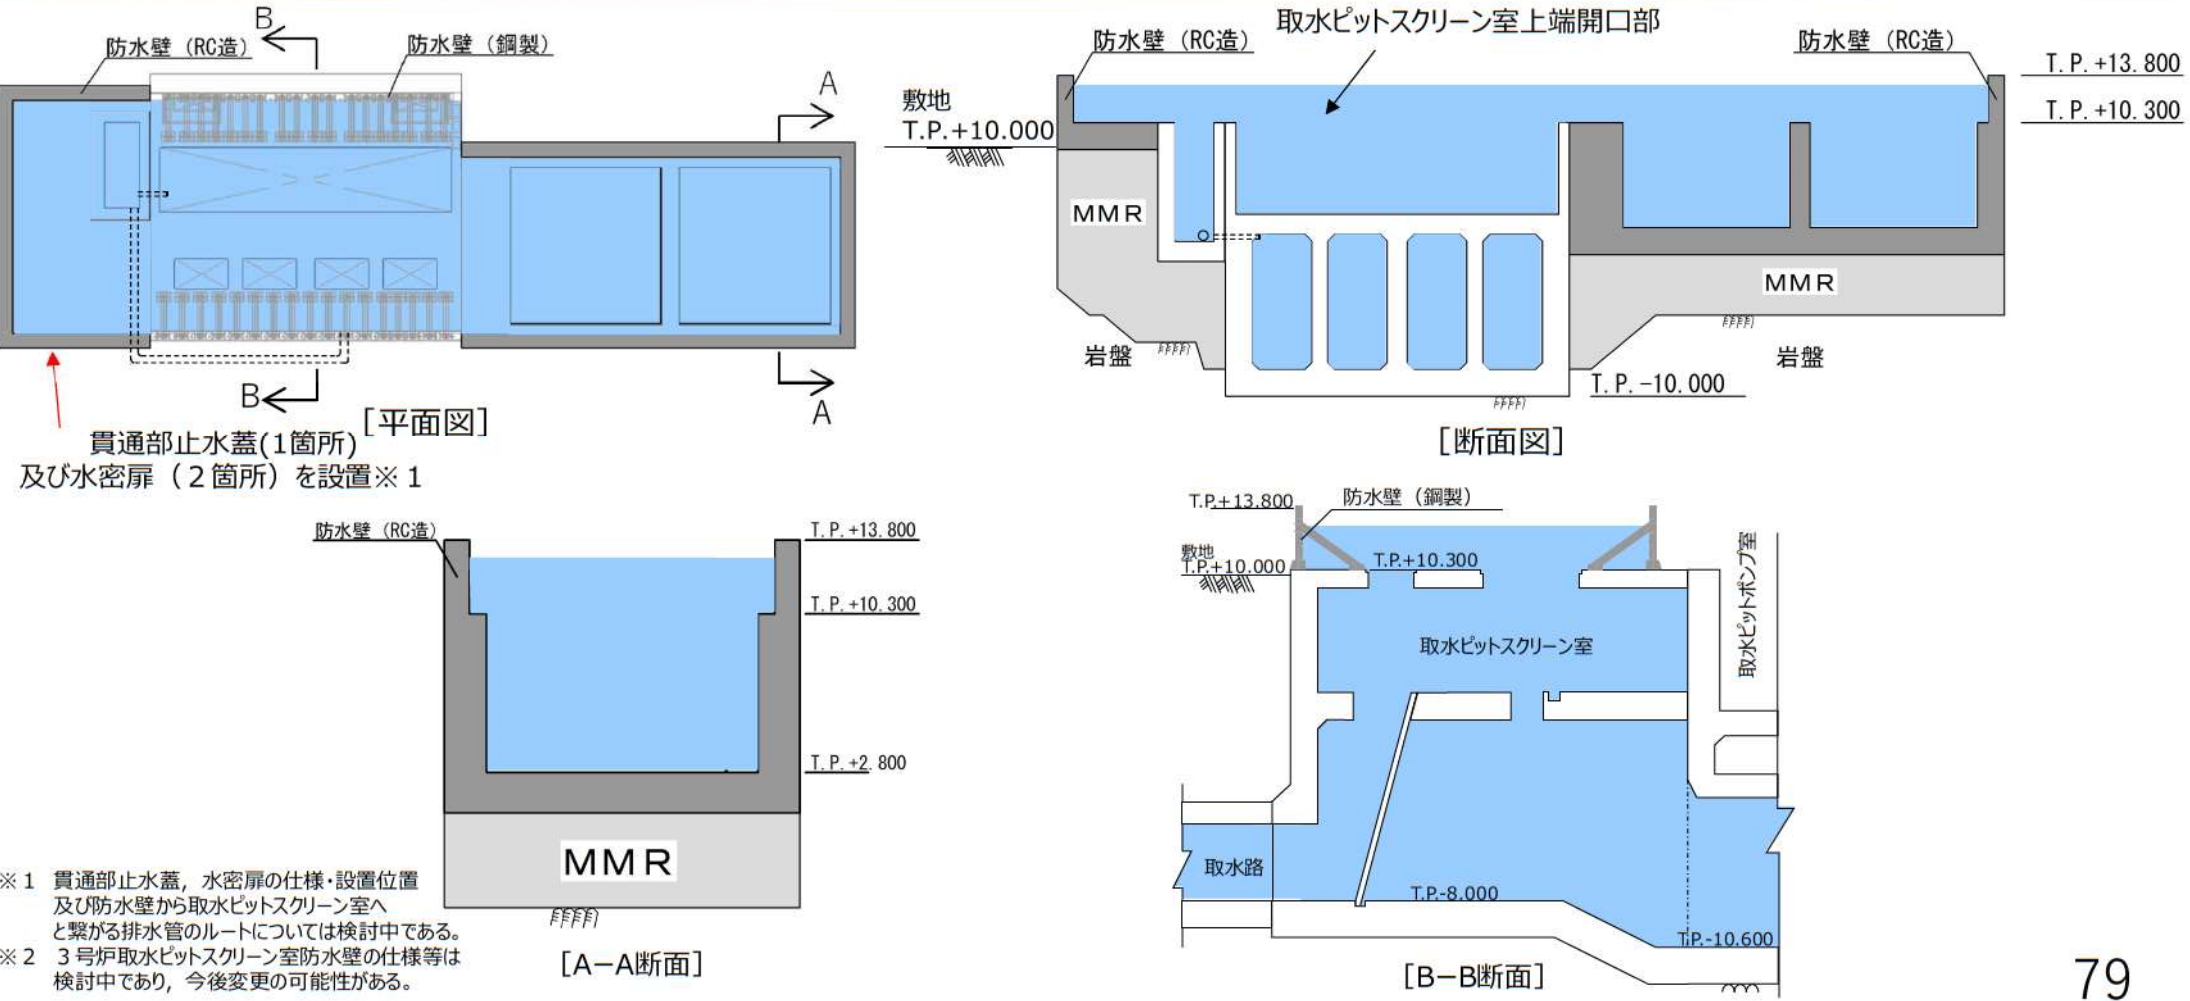 B
防水壁（RC造）
防水壁（鋼製）
A
B
A
[平面図]
貫通部止水蓋(1箇所)
及び水密扉（２箇所）を設置※１
取水ピットスクリーン室上端開口部
防水壁（RC造）
防水壁（RC造）
T.P.+13.800
T.P.+10.300
敷地
T.P.+10.000
MMR
MMR
岩盤
岩盤
T.P.-10.000
[断面図]
防水壁（RC造）
T.P.+13.800
T.P.+10.300
T.P.+2.800
MMR
[A－A断面]
T.P.+13.800
防水壁（鋼製）
敷地
T.P.+10.000
T.P.+10.300
取水ピットスクリーン室
取水ピットポンプ室
取水路
T.P.-8.000
T.P.-10.600
[B－B断面]
※１　貫通部止水蓋，水密扉の仕様・設置位置
及び防水壁から取水ピットスクリーン室へ
と繋がる排水管のルートについては検討中である。
※２　３号炉取水ピットスクリーン室防水壁の仕様等は
検討中であり，今後変更の可能性がある。
79